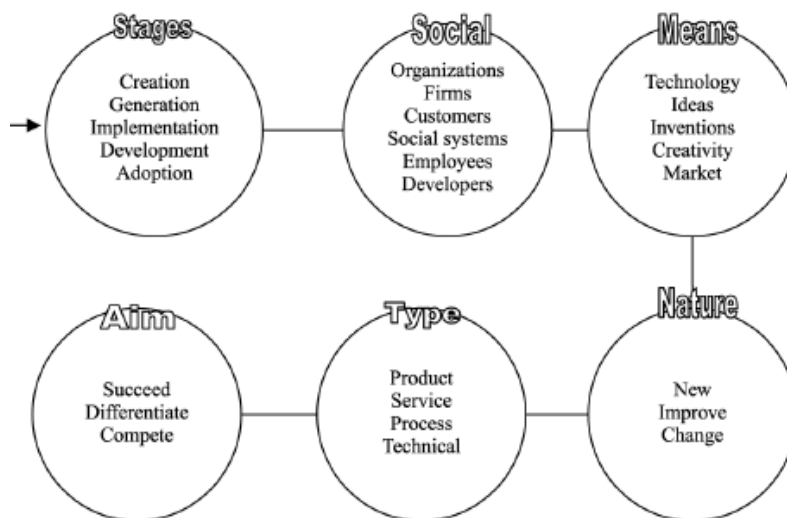 Stages
Creation
Generation
Implementation
Development
Adoption
Social
Organizations
Firms
Customers
Social systems
Employees
Developers
Means
Technology
Ideas
Inventions
Creativity
Market
Nature
New
Improve
Change
Type
Product
Service
Process
Technical
Aim
Succeed
Differentiate
Compete